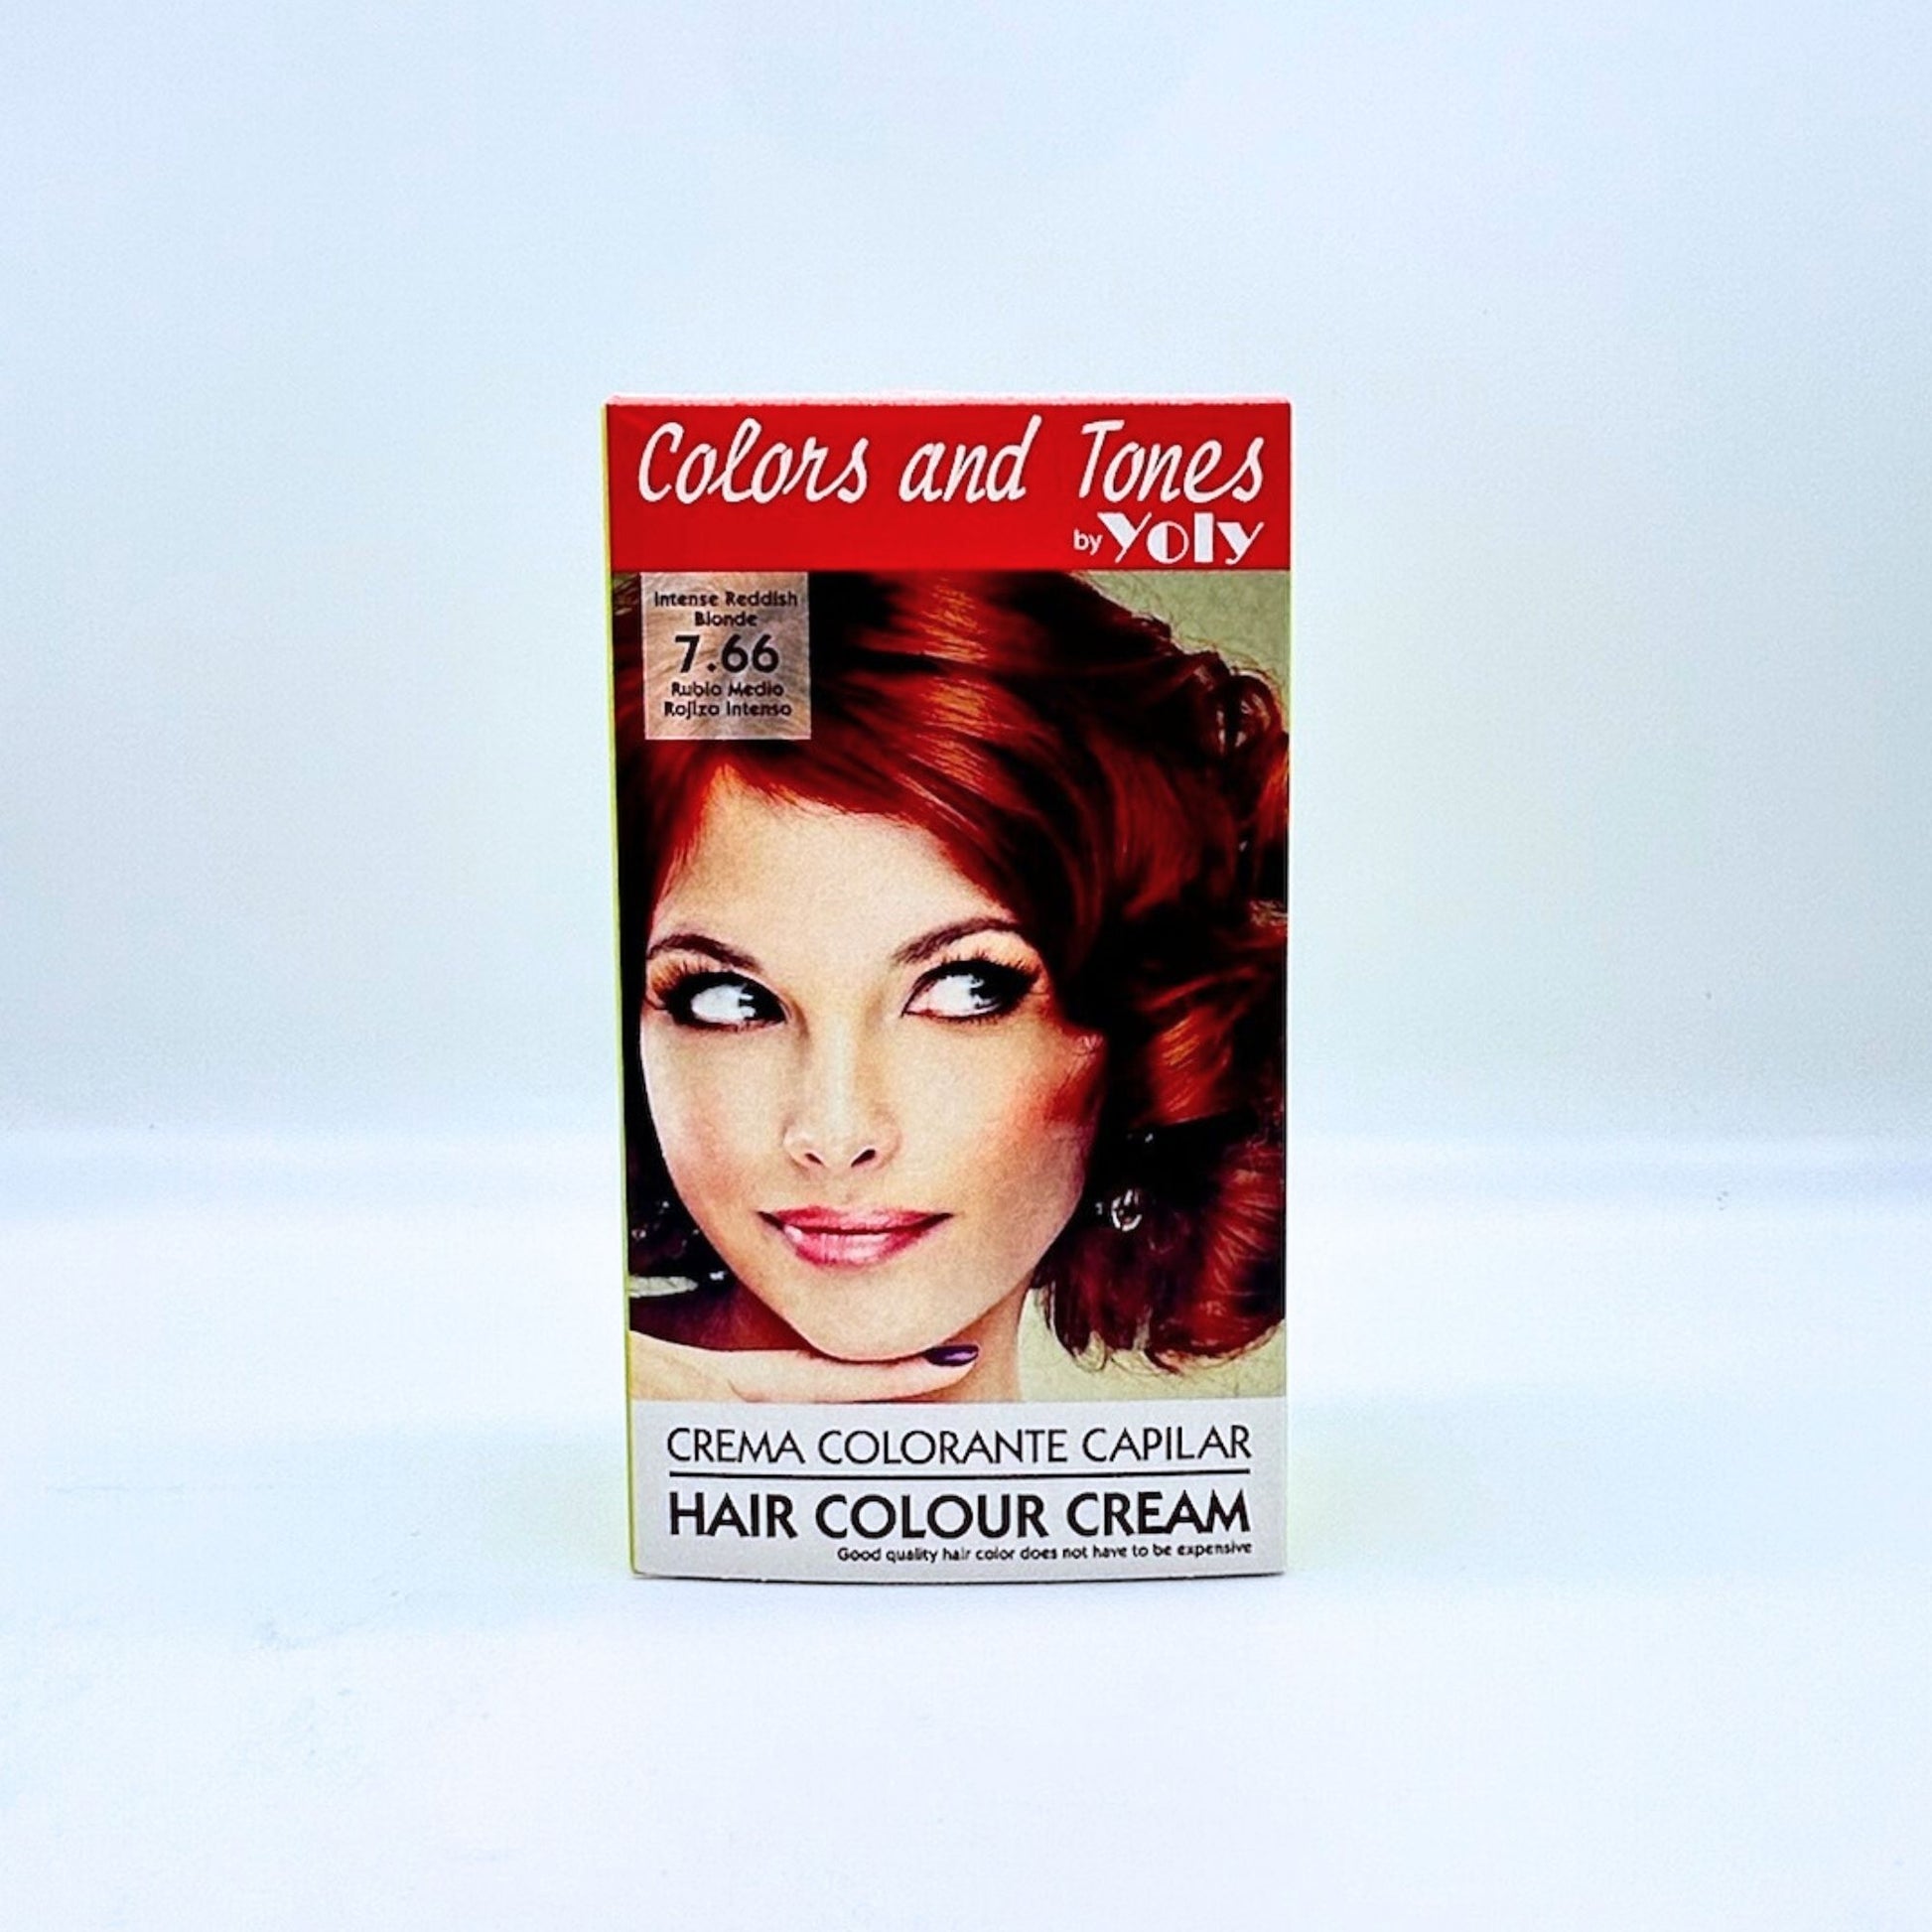 Colors and Tones
by Yoly
Intense Reddish
Blonde
7.66
Rubio Medio
Rojizo Intenso
CREMA COLORANTE CAPILAR
HAIR COLOUR CREAM
Good quality hair color does not have to be expensive